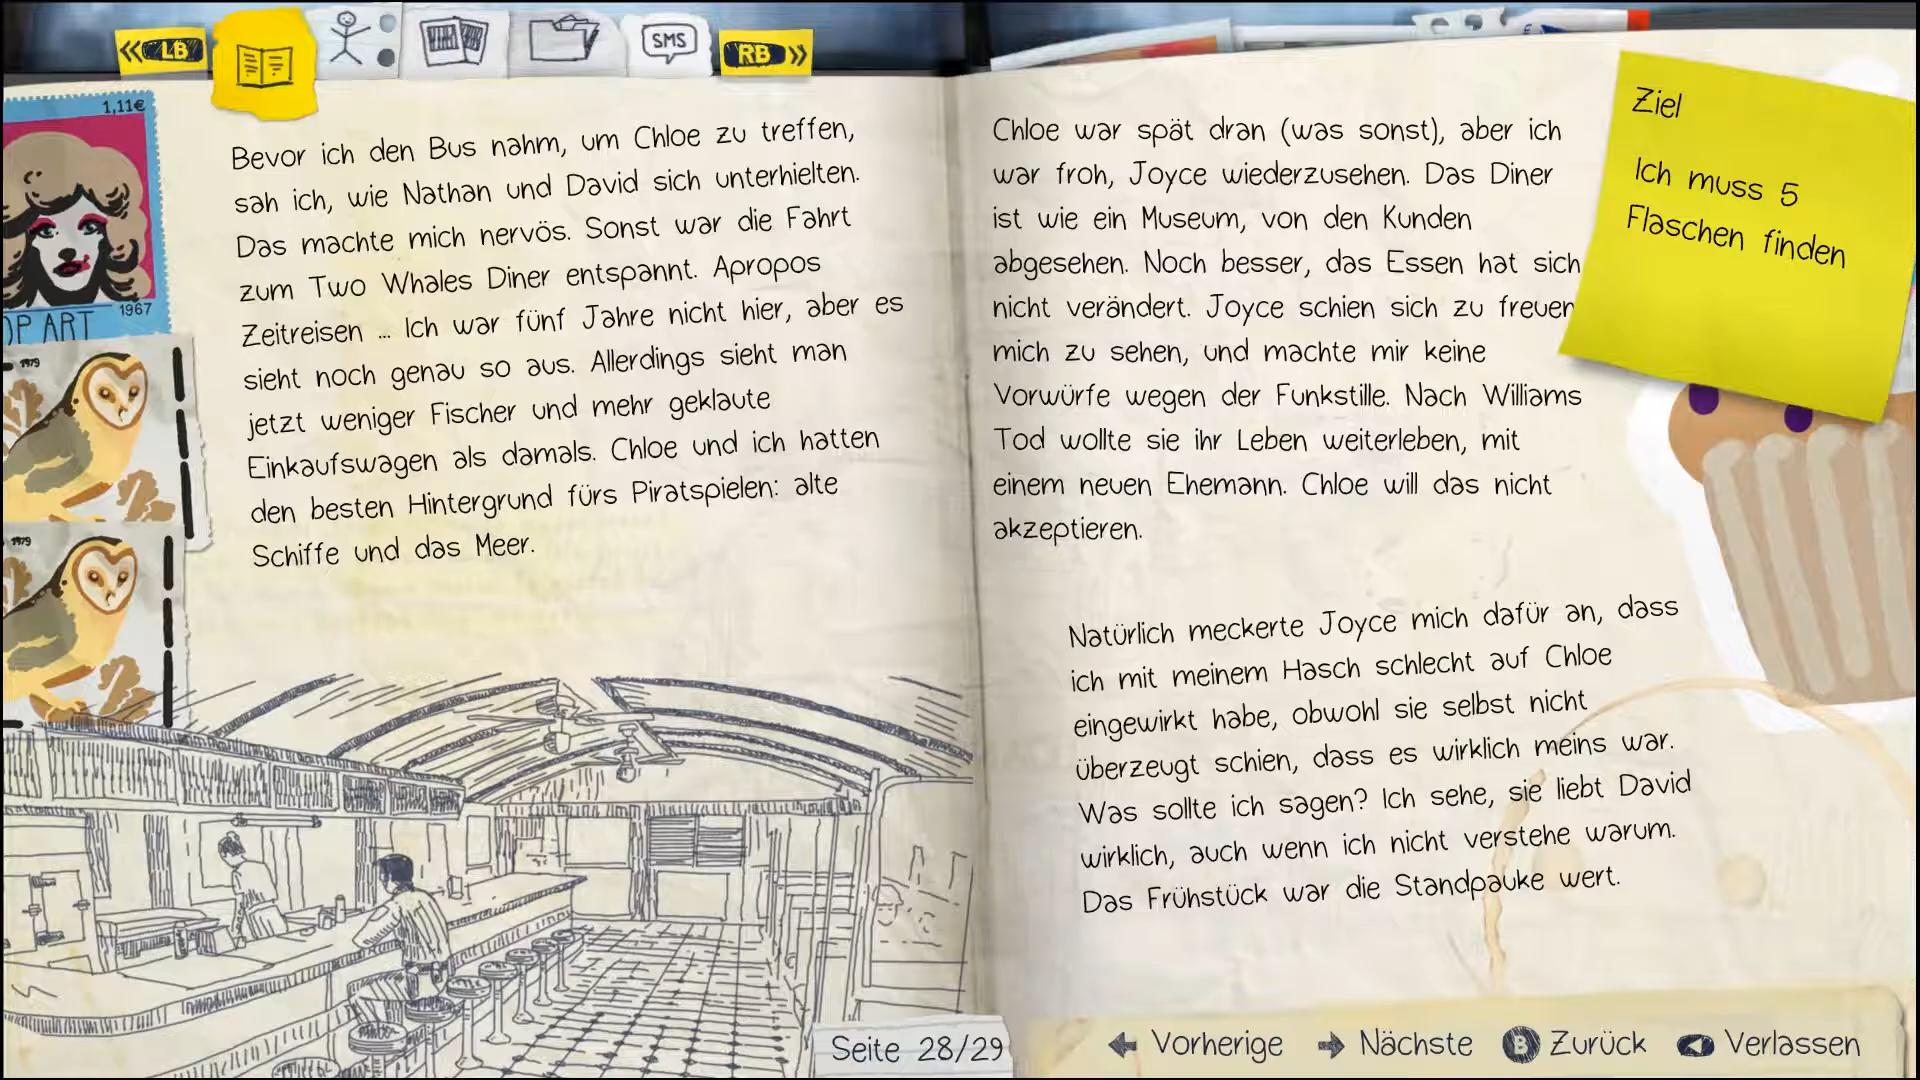 LB
SMS
RB
1,11€
1967
OP ART
1979
1979
Bevor ich den Bus nahm, um Chloe zu treffen,
sah ich, wie Nathan und David sich unterhielten.
Das machte mich nervös. Sonst war die Fahrt
zum Two Whales Diner entspannt. Apropos
Zeitreisen ... Ich war fünf Jahre nicht hier, aber es
sieht noch genau so aus. Allerdings sieht man
jetzt weniger Fischer und mehr geklaute
Einkaufswagen als damals. Chloe und ich hatten
den besten Hintergrund fürs Piratspielen: alte
Schiffe und das Meer.
Chloe war spät dran (was sonst), aber ich
war froh, Joyce wiederzusehen. Das Diner
ist wie ein Museum, von den Kunden
abgesehen. Noch besser, das Essen hat sich
nicht verändert. Joyce schien sich zu freuen
mich zu sehen, und machte mir keine
Vorwürfe wegen der Funkstille. Nach Williams
Tod wollte sie ihr Leben weiterleben, mit
einem neuen Ehemann. Chloe will das nicht
akzeptieren.
Natürlich meckerte Joyce mich dafür an, dass
ich mit meinem Hasch schlecht auf Chloe
eingewirkt habe, obwohl sie selbst nicht
überzeugt schien, dass es wirklich meins war.
Was sollte ich sagen? Ich sehe, sie liebt David
wirklich, auch wenn ich nicht verstehe warum.
Das Frühstück war die Standpauke wert.
Ziel
Ich muss 5
Flaschen finden
Seite 28/29
Vorherige
Nächste
B Zurück
Verlassen